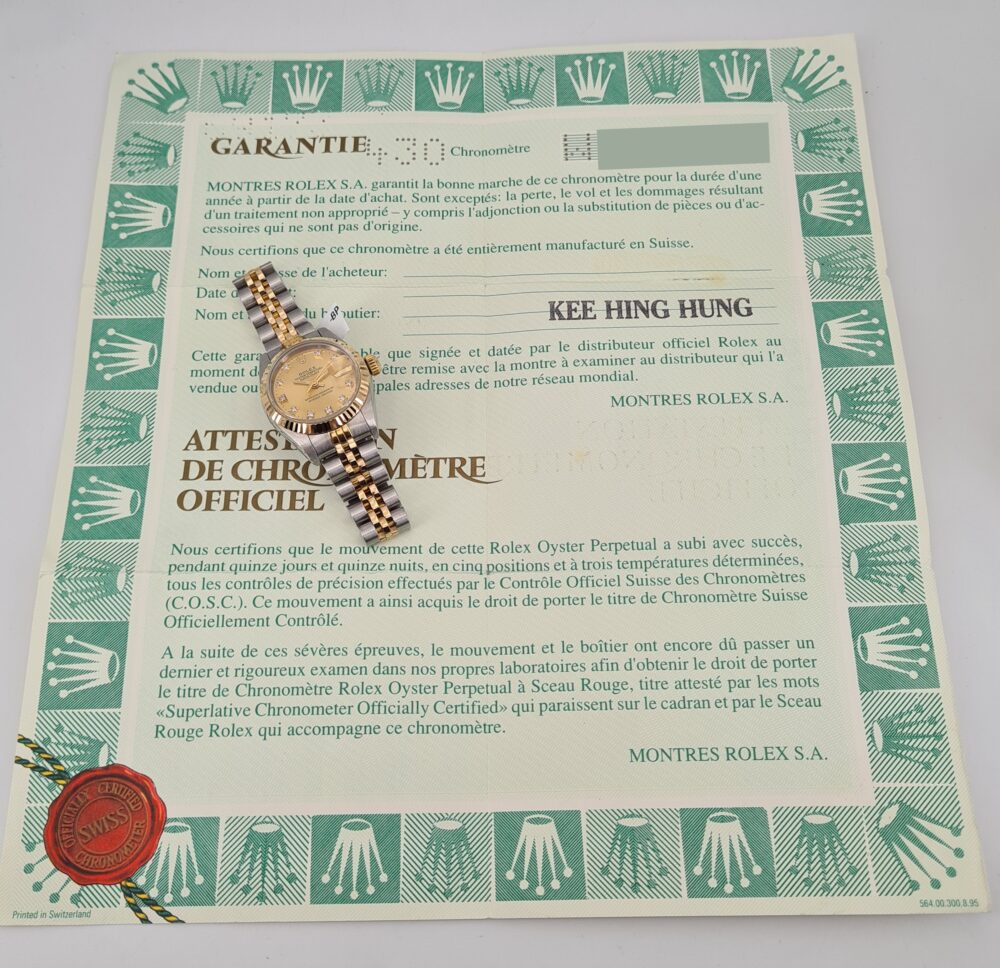 GARANTIE
430
Chronomètre
MONTRES ROLEX S.A. garantit la bonne marche de ce chronomètre pour la durée d'une
année à partir de la date d'achat. Sont exceptés: la perte, le vol et les dommages résultant
d'un traitement non approprié – y compris l'adjonction ou la substitution de pièces ou d'ac-
cessoires qui ne sont pas d'origine.
Nous certifions que ce chronomètre a été entièrement manufacturé en Suisse.
Nom et de l'acheteur:
Date
Nom et du
KEE HING HUNG
Cette que signée et datée par le distributeur officiel Rolex au
moment être remise avec la montre à examiner au distributeur qui l'a
vendue ou adresses de notre réseau mondial.
MONTRES ROLEX S.A.
ROLEX
DE
OFFICIEL
Nous certifions que le mouvement de cette Rolex Oyster Perpetual a subi avec succès,
pendant quinze jours et quinze nuits, en cinq positions et à trois températures déterminées,
tous les contrôles de précision effectués par le Contrôle Officiel Suisse des Chronomètres
(C.O.S.C.). Ce mouvement a ainsi acquis le droit de porter le titre de Chronomètre Suisse
Officiellement Contrôlé.
A la suite de ces sévères épreuves, le mouvement et le boîtier ont encore dû passer un
dernier et rigoureux examen dans nos propres laboratoires afin d'obtenir le droit de porter
le titre de Chronomètre Rolex Oyster Perpetual à Sceau Rouge, titre attesté par les mots
«Superlative Chronometer Officially Certified» qui paraissent sur le cadran et par le Sceau
Rouge Rolex qui accompagne ce chronomètre.
MONTRES ROLEX S.A.
OFFICIALLY CERTIFIED
SWISS
CHRONOMETER
Printed in Switzerland
564.00.300.8.95